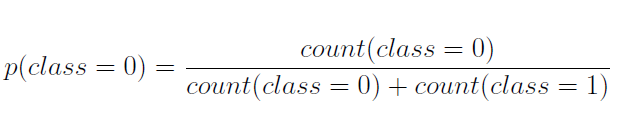 p(class = 0) = count(class = 0) / count(class = 0) + count(class = 1)